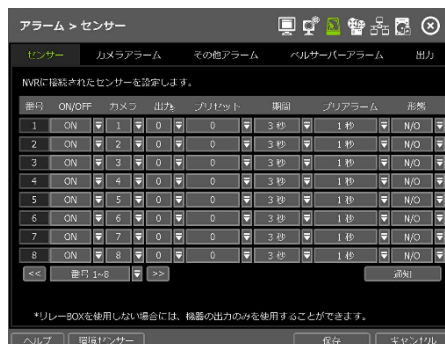 アラーム > センサー
センサー カメラアラーム その他アラーム ベルサーバーアラーム 出力
NVRに接続されたセンサーを設定します。
番号 ON/OFF カメラ 出力 プリセット 期間 プリアラーム 形態
1 ON 1 0 0 3 秒 1 秒 N/O
2 ON 2 0 0 3 秒 1 秒 N/O
3 ON 3 0 0 3 秒 1 秒 N/O
4 ON 4 0 0 3 秒 1 秒 N/O
5 ON 5 0 0 3 秒 1 秒 N/O
6 ON 6 0 0 3 秒 1 秒 N/O
7 ON 7 0 0 3 秒 1 秒 N/O
8 ON 8 0 0 3 秒 1 秒 N/O
<< 番号 1~8 >> 通知
*リレーBOXを使用しない場合には、機器の出力のみを使用することができます。
ヘルプ 環境センサー 保存 キャンセル